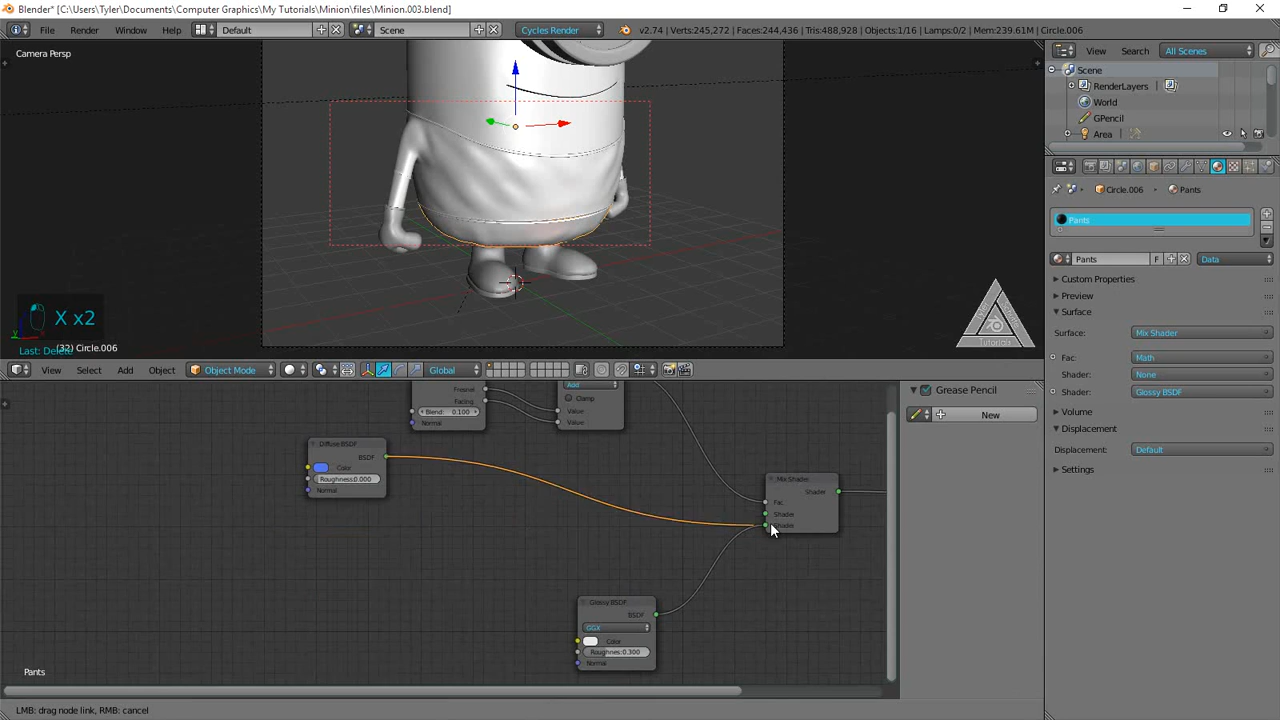 Blender* [C:\Users\Tyler\Documents\Computer Graphics\My Tutorials\Minion\files\Minion.003.blend]
File Render Window Help Default Scene Cycles Render v2.74 | Verts:245,272 | Faces:244,436 | Tris:488,928 | Objects:1/16 | Lamps:0/2 | Mem:239.61M | Circle.006
View Search All Scenes
Camera Persp
Scene
RenderLayers
World
GPencil
Area
Circle.006 Pants
Pants
Pants F Data
Custom Properties
Preview
Surface
Surface: Mix Shader
Fac: Math
Shader: None
Shader: Glossy BSDF
Volume
Displacement
Displacement: Default
Settings
X x2
Last: Delete
(32) Circle.006
Tutorials
View Select Add Object Object Mode Global
Fresnel
Facing
Blend: 0.100
Normal
Add
Clamp
Value
Value
Diffuse BSDF
BSDF
Color
Roughness:0.000
Normal
Mix Shader
Shader
Fac
Shader
Shader
Glossy BSDF
BSDF
GGX
Color
Roughness:0.300
Normal
Grease Pencil
New
Pants
LMB: drag node link, RMB: cancel